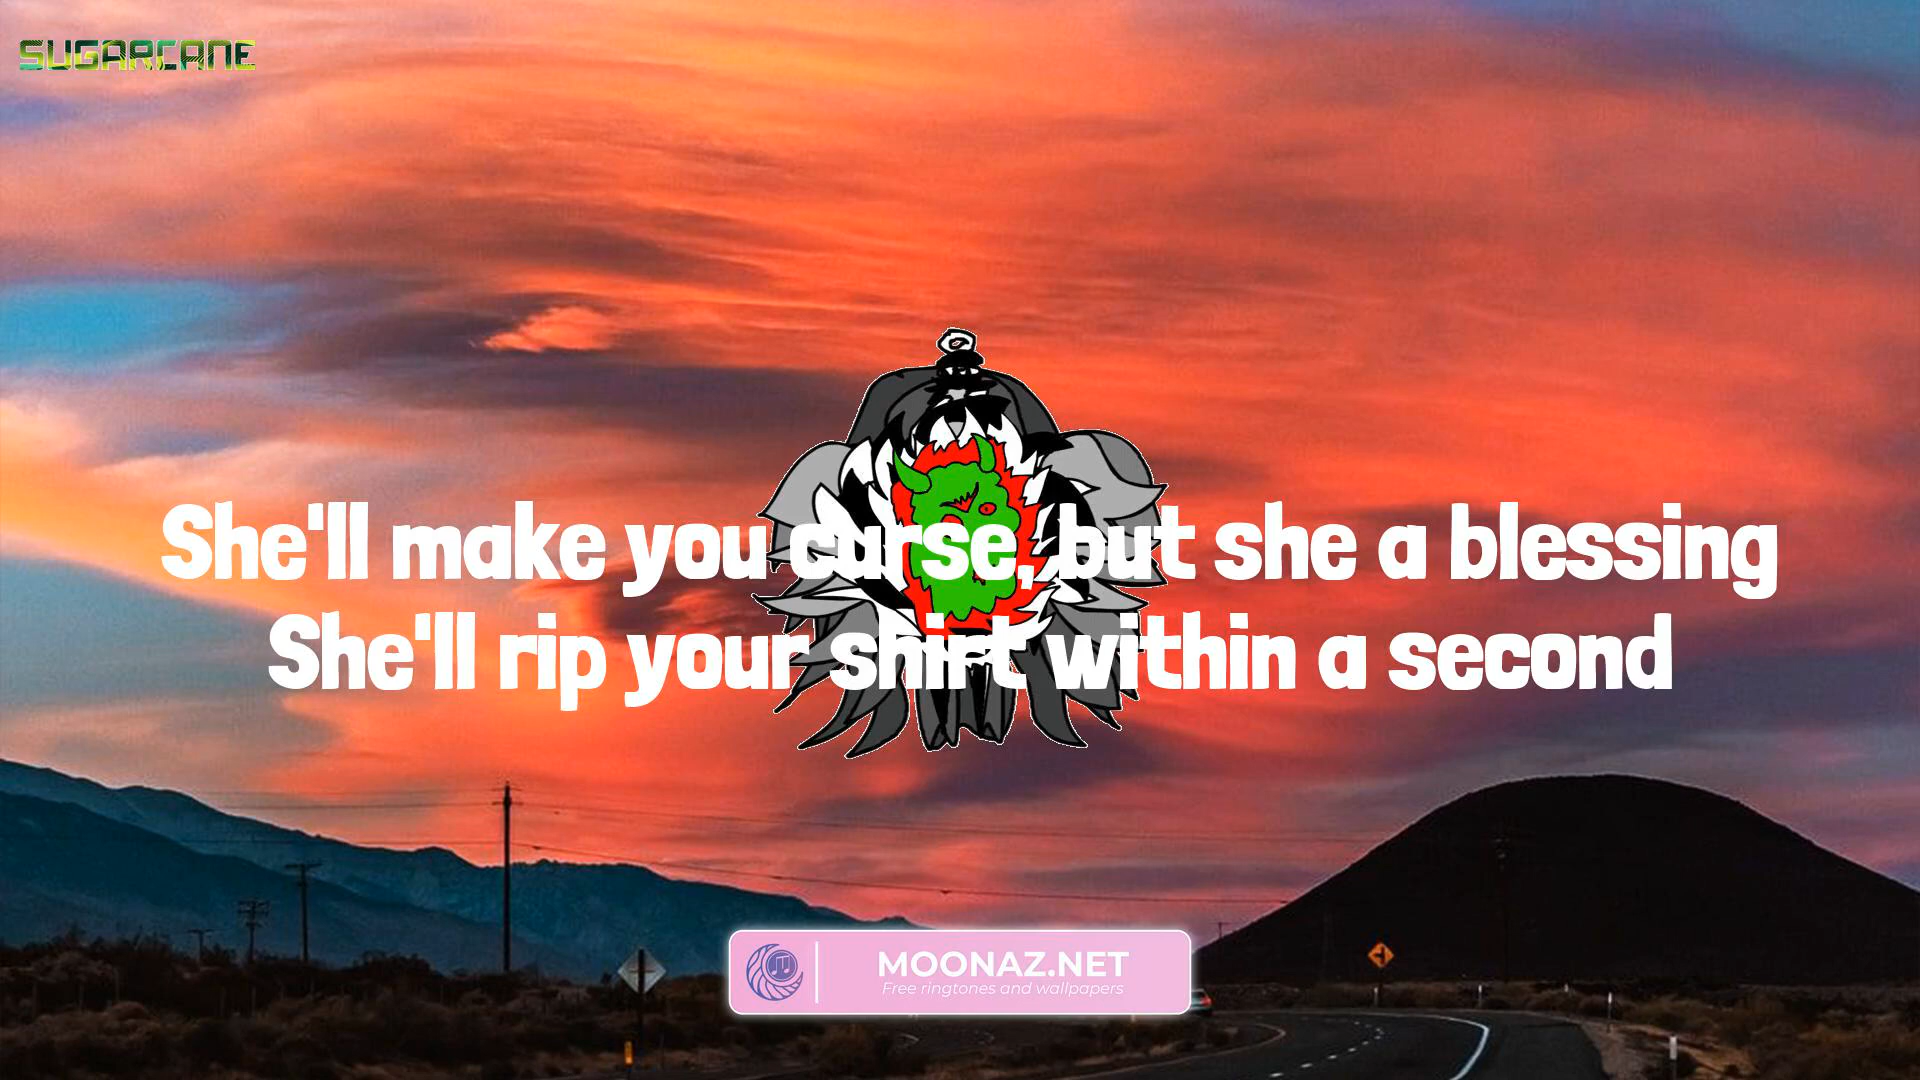 SUGARCANE
She'll make you curse, but she a blessing
She'll rip your shirt within a second
MOONAZ.NET
Free ringtones and wallpapers